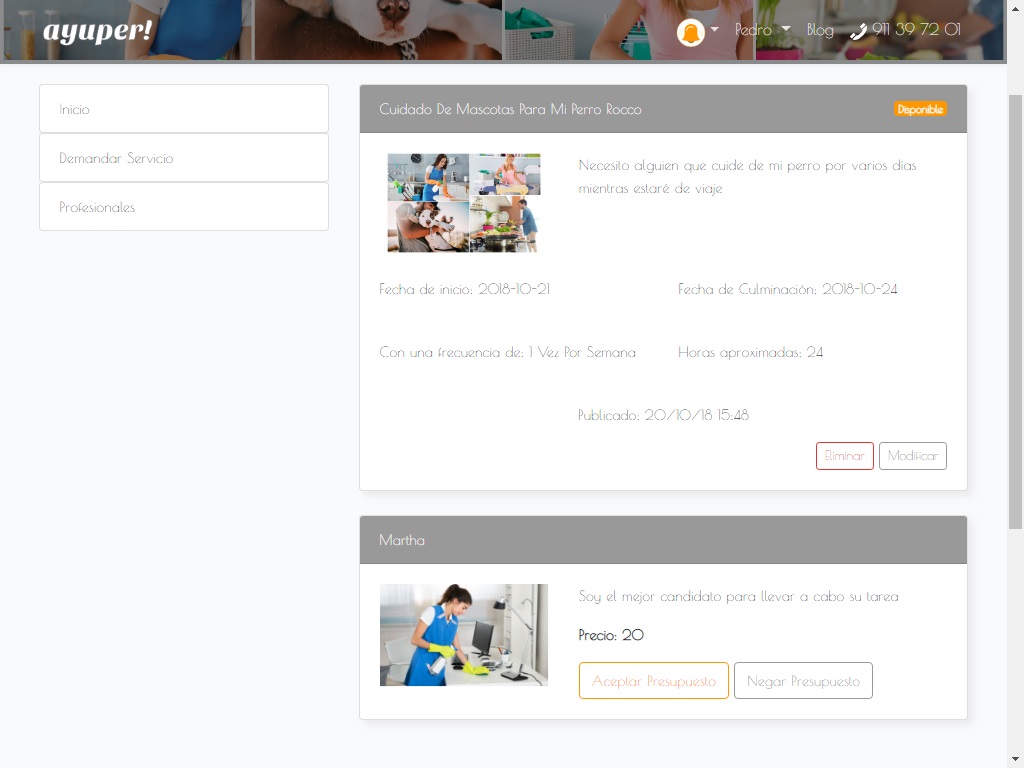 ayuper!
Pedro
Blog
911 39 72 01
Inicio
Demandar Servicio
Profesionales
Cuidado De Mascotas Para Mi Perro Rocco
Disponible
Necesito alguien que cuide de mi perro por varios días
mientras estaré de viaje
Fecha de inicio: 2018-10-21
Fecha de Culminación: 2018-10-24
Con una frecuencia de: 1 Vez Por Semana
Horas aproximadas: 24
Publicado: 20/10/18 15:48
Eliminar
Modificar
Martha
Soy el mejor candidato para llevar a cabo su tarea
Precio: 20
Aceptar Presupuesto
Negar Presupuesto